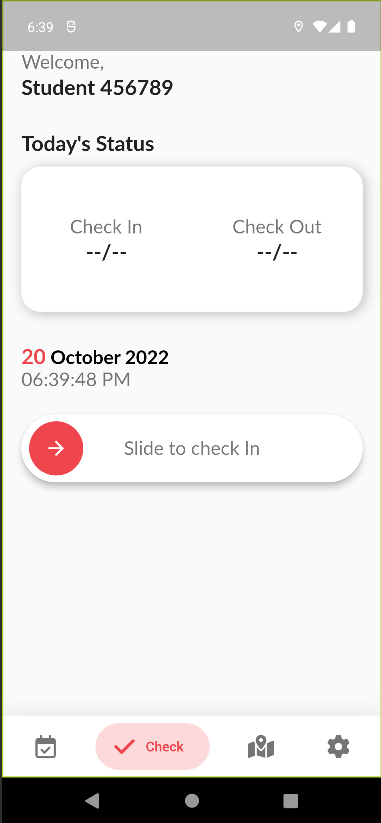 6:39
Welcome,
Student 456789
Today's Status
Check In Check Out
--/-- --/--
20 October 2022
06:39:48 PM
Slide to check In
Check